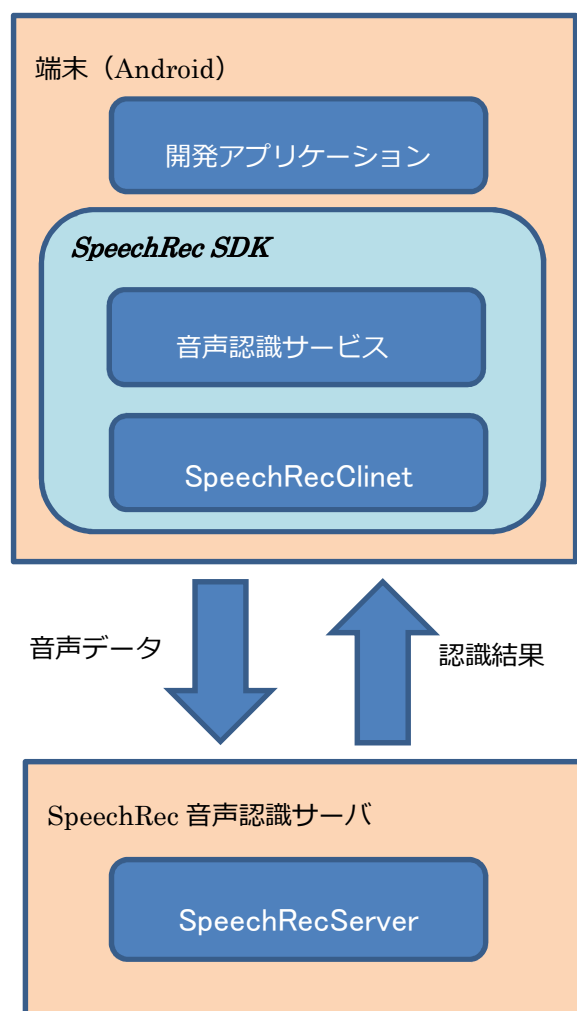 端末（Android）
開発アプリケーション
SpeechRec SDK
音声認識サービス
SpeechRecClinet
音声データ
認識結果
SpeechRec 音声認識サーバ
SpeechRecServer